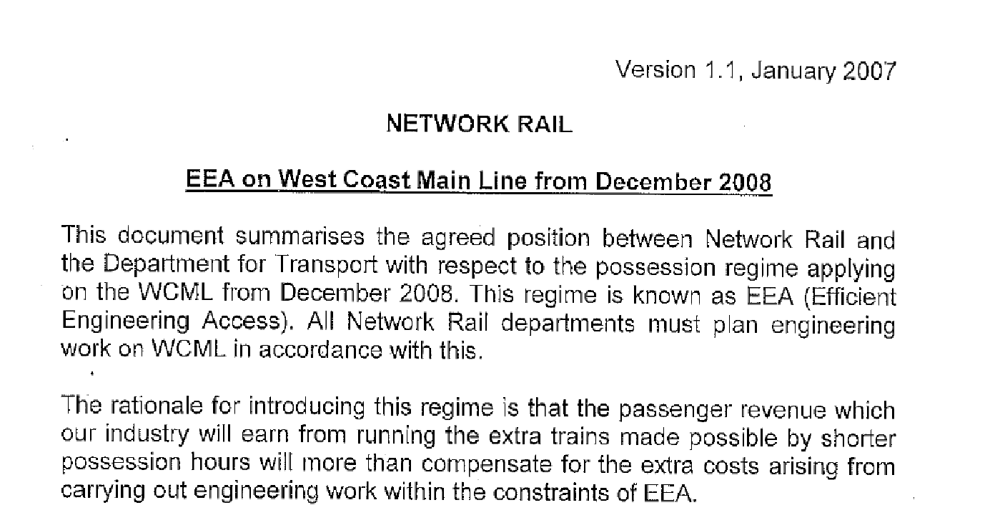 Version 1.1, January 2007
NETWORK RAIL
EEA on West Coast Main Line from December 2008
This document summarises the agreed position between Network Rail and
the Department for Transport with respect to the possession regime applying
on the WCML from December 2008. This regime is known as EEA (Efficient
Engineering Access). All Network Rail departments must plan engineering
work on WCML in accordance with this.
The rationale for introducing this regime is that the passenger revenue which
our industry will earn from running the extra trains made possible by shorter
possession hours will more than compensate for the extra costs arising from
carrying out engineering work within the constraints of EEA.